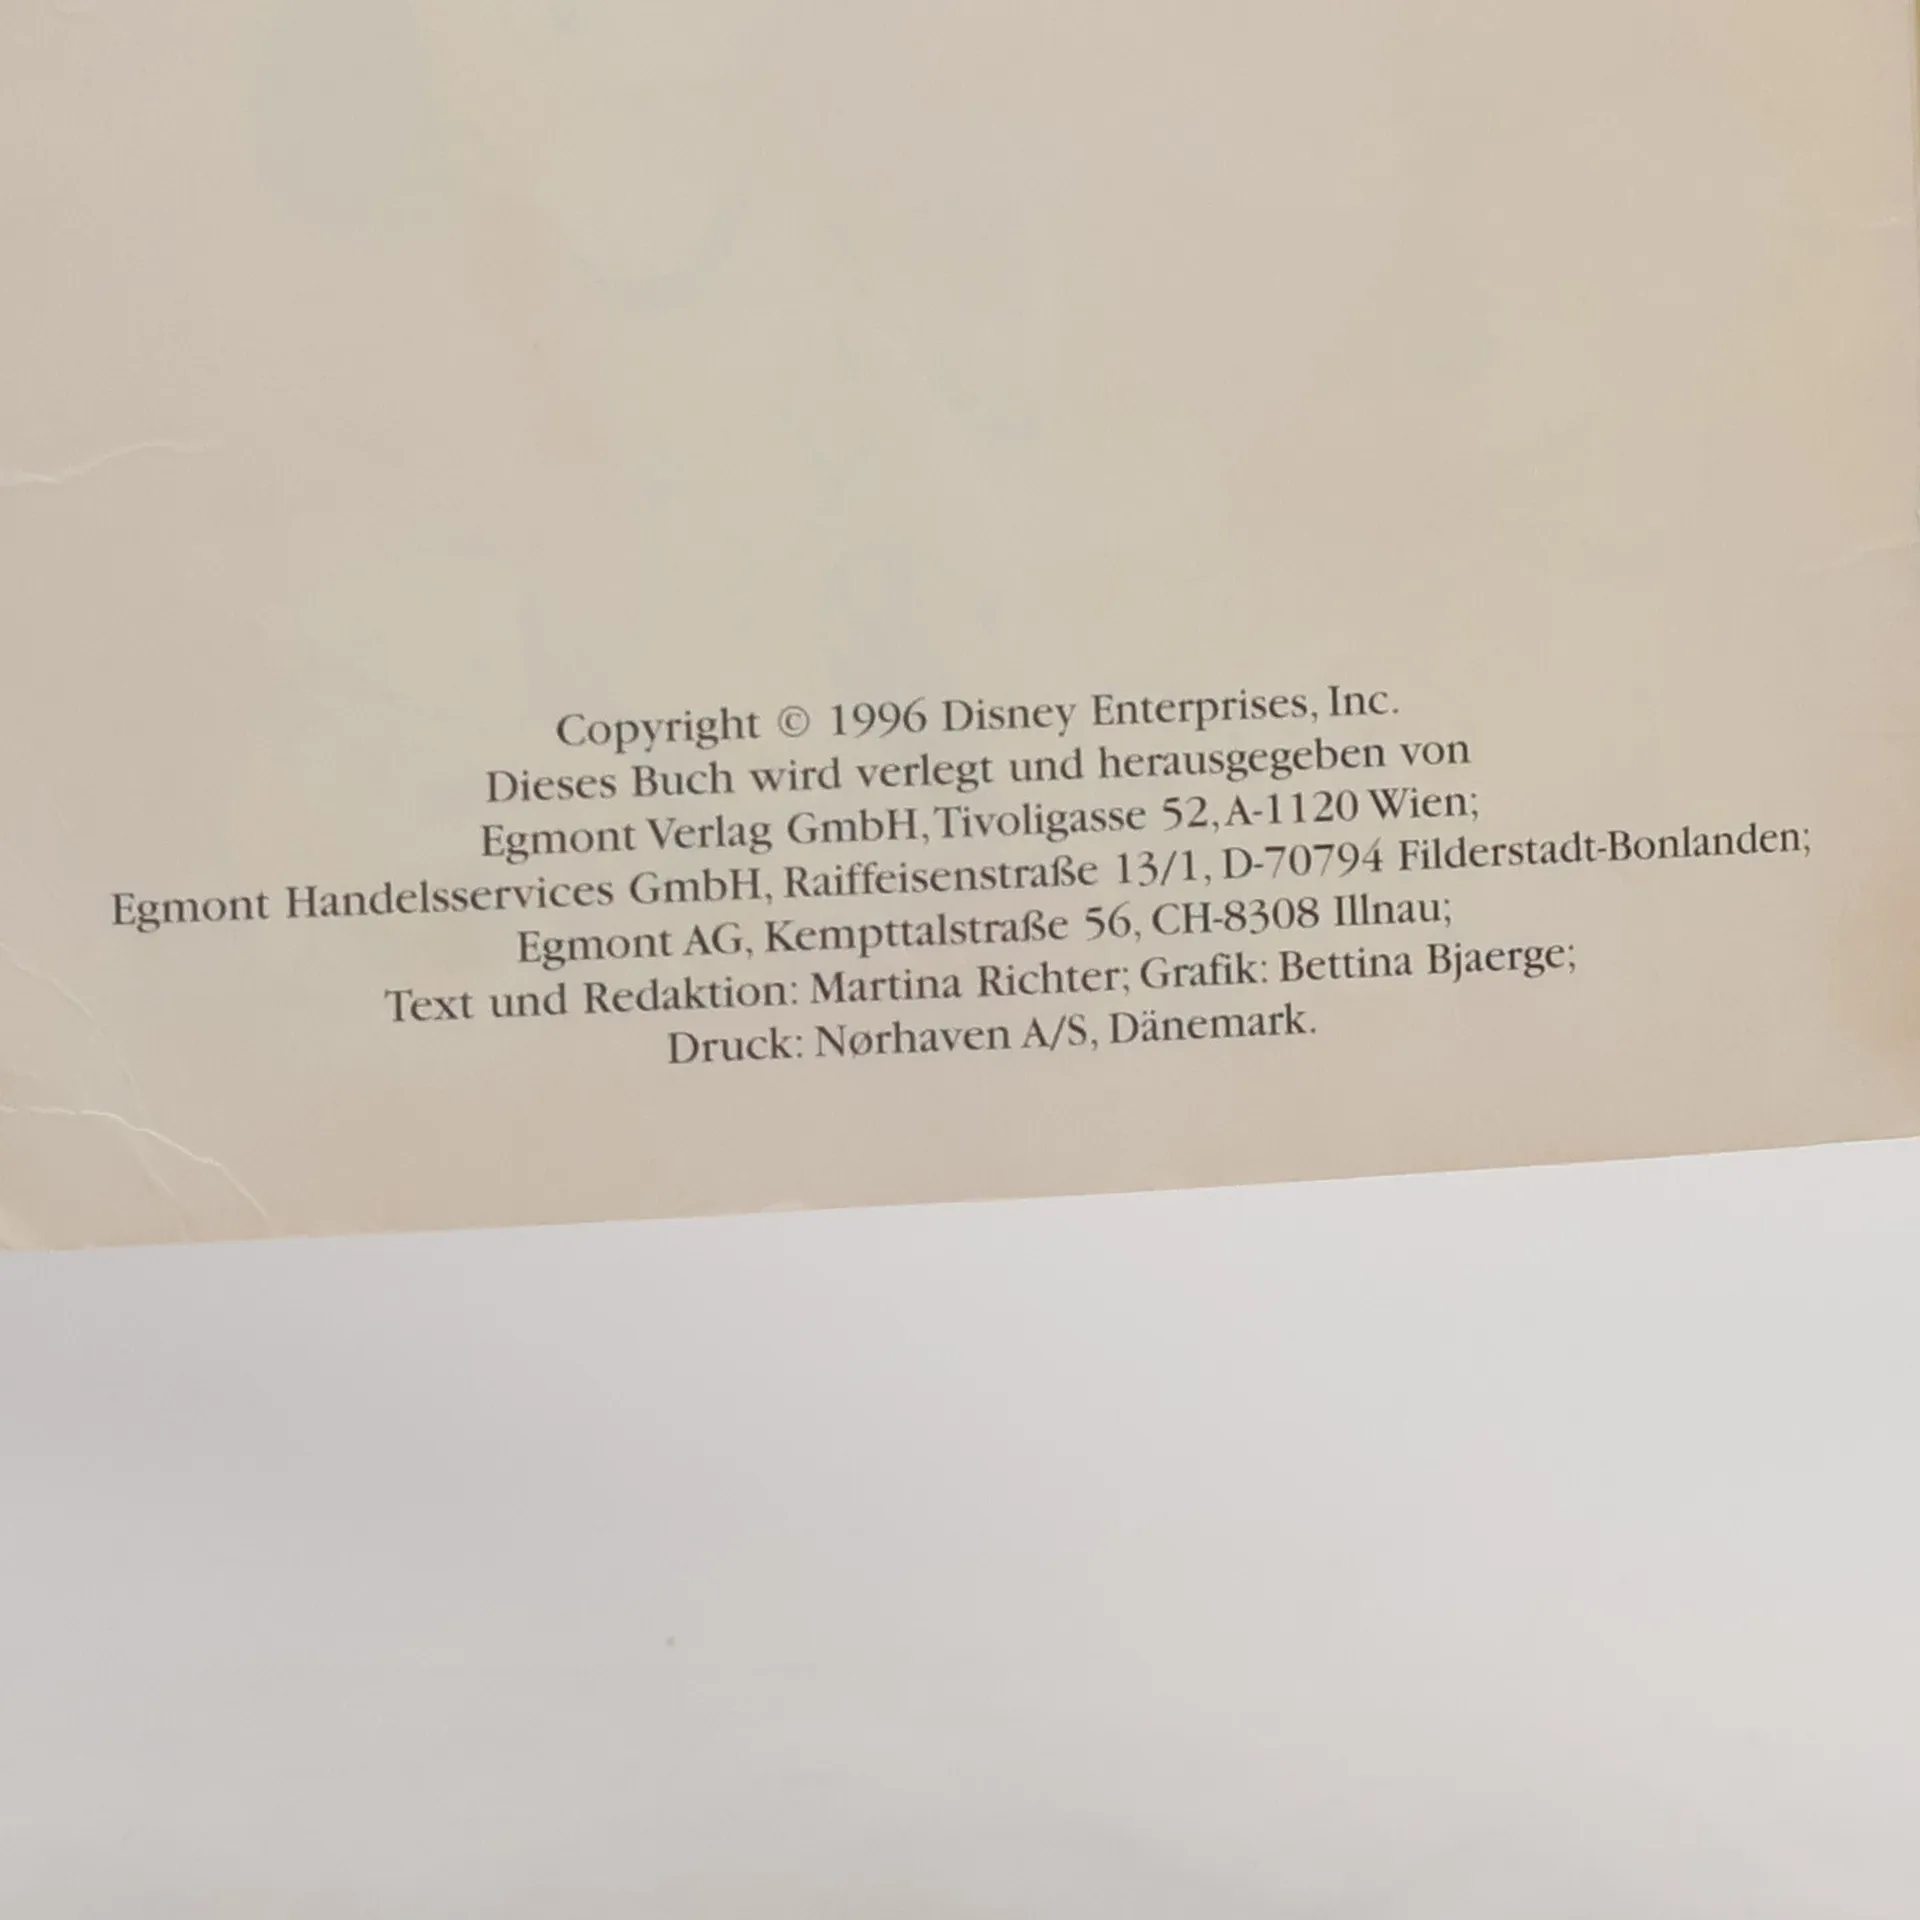 Copyright © 1996 Disney Enterprises, Inc.
Dieses Buch wird verlegt und herausgegeben von
Egmont Verlag GmbH, Tivoligasse 52, A-1120 Wien;
Egmont Handelsservices GmbH, Raiffeisenstraße 13/1, D-70794 Filderstadt-Bonlanden;
Egmont AG, Kempttalstraße 56, CH-8308 Illnau;
Text und Redaktion: Martina Richter; Grafik: Bettina Bjaerge;
Druck: Nørhaven A/S, Dänemark.